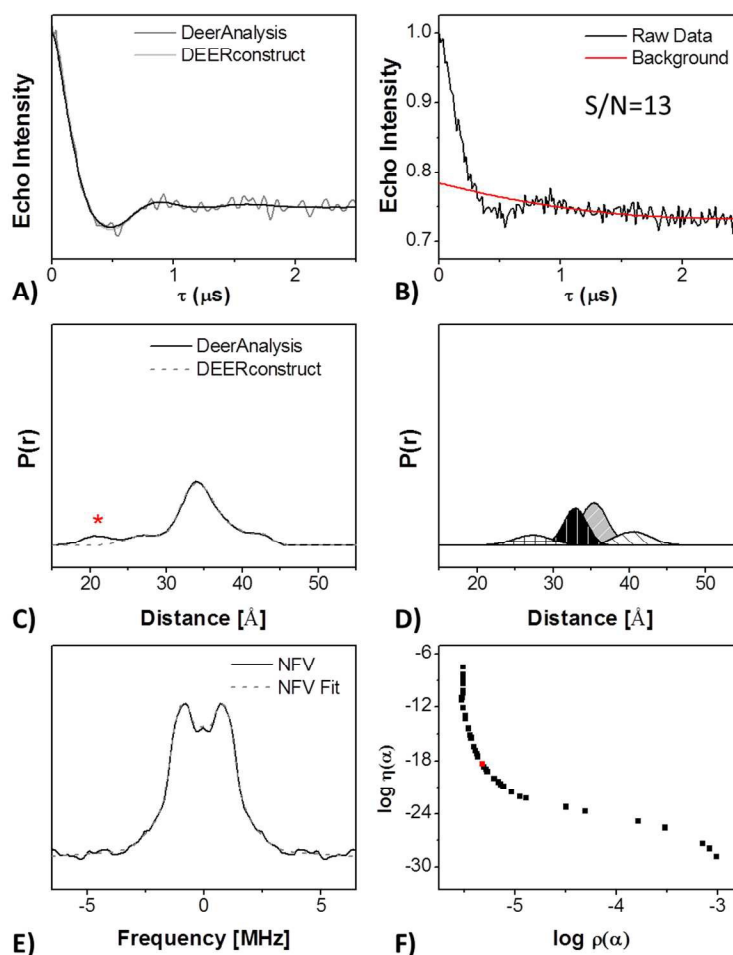 DeerAnalysis
DEERconstruct
Echo Intensity
0 1 2
τ (μs)
A)
Raw Data
Background
S/N=13
Echo Intensity
1.0
0.9
0.8
0.7
0 1 2
τ (μs)
B)
DeerAnalysis
DEERconstruct
P(r)
*
20 30 40 50
Distance [Å]
C)
P(r)
20 30 40 50
Distance [Å]
D)
NFV
NFV Fit
-5 0 5
Frequency [MHz]
E)
log η(α)
-6
-12
-18
-24
-30
-5 -4 -3
log ρ(α)
F)